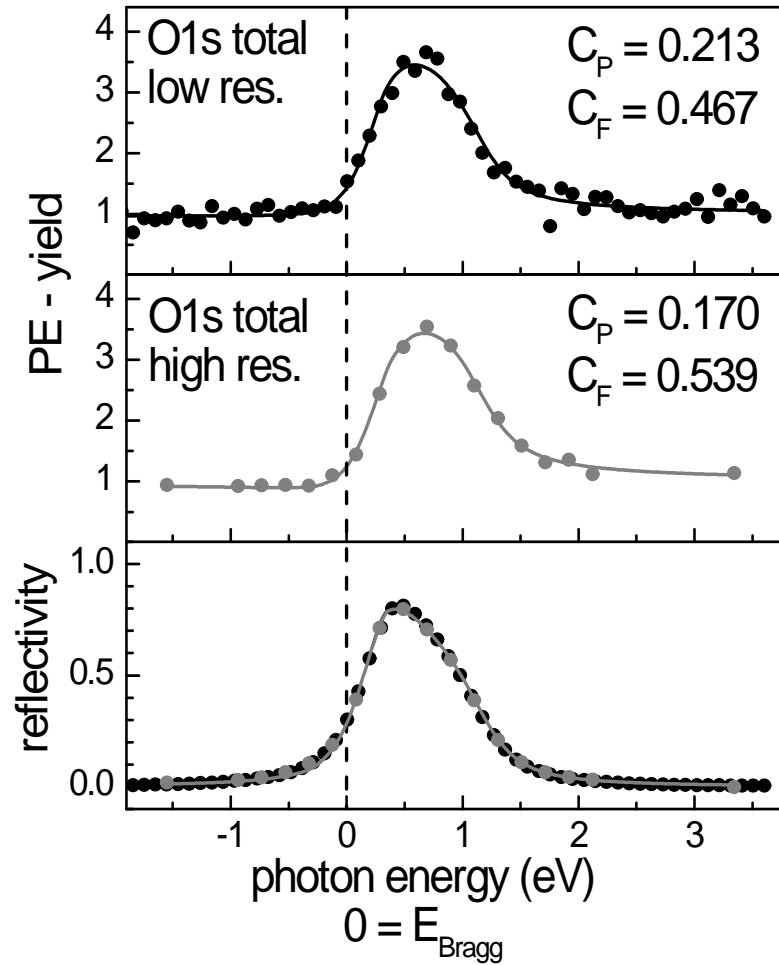 4
3
2
1
O1s total
low res.
C_P = 0.213
C_F = 0.467
PE - yield
4
3
2
1
O1s total
high res.
C_P = 0.170
C_F = 0.539
reflectivity
1.0
0.5
0.0
-1 0 1 2 3
photon energy (eV)
0 = E_Bragg